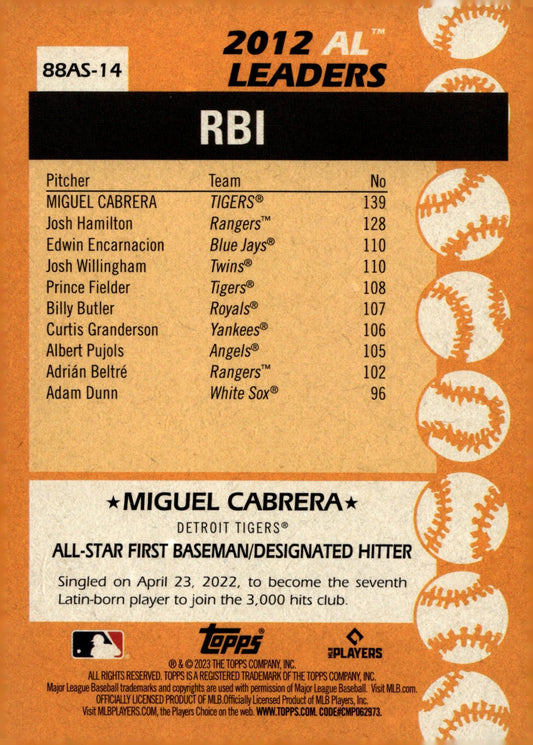 2012 AL™
LEADERS
88AS-14
RBI
Pitcher Team No
MIGUEL CABRERA TIGERS® 139
Josh Hamilton Rangers™ 128
Edwin Encarnacion Blue Jays® 110
Josh Willingham Twins® 110
Prince Fielder Tigers® 108
Billy Butler Royals® 107
Curtis Granderson Yankees® 106
Albert Pujols Angels® 105
Adrián Beltré Rangers™ 102
Adam Dunn White Sox® 96
★MIGUEL CABRERA★
DETROIT TIGERS®
ALL-STAR FIRST BASEMAN/DESIGNATED HITTER
Singled on April 23, 2022, to become the seventh
Latin-born player to join the 3,000 hits club.
Topps® MLB PLAYERS
® & © 2023 THE TOPPS COMPANY, INC.
ALL RIGHTS RESERVED. TOPPS IS A REGISTERED TRADEMARK OF THE TOPPS COMPANY, INC.
Major League Baseball trademarks and copyrights are used with permission of Major League Baseball. Visit MLB.com.
OFFICIALLY LICENSED PRODUCT OF MLB.Officially Licensed Product of MLB Players, Inc.
Visit MLBPLAYERS.com, the Players Choice on the web. WWW.TOPPS.COM. CODE#CMP062973.